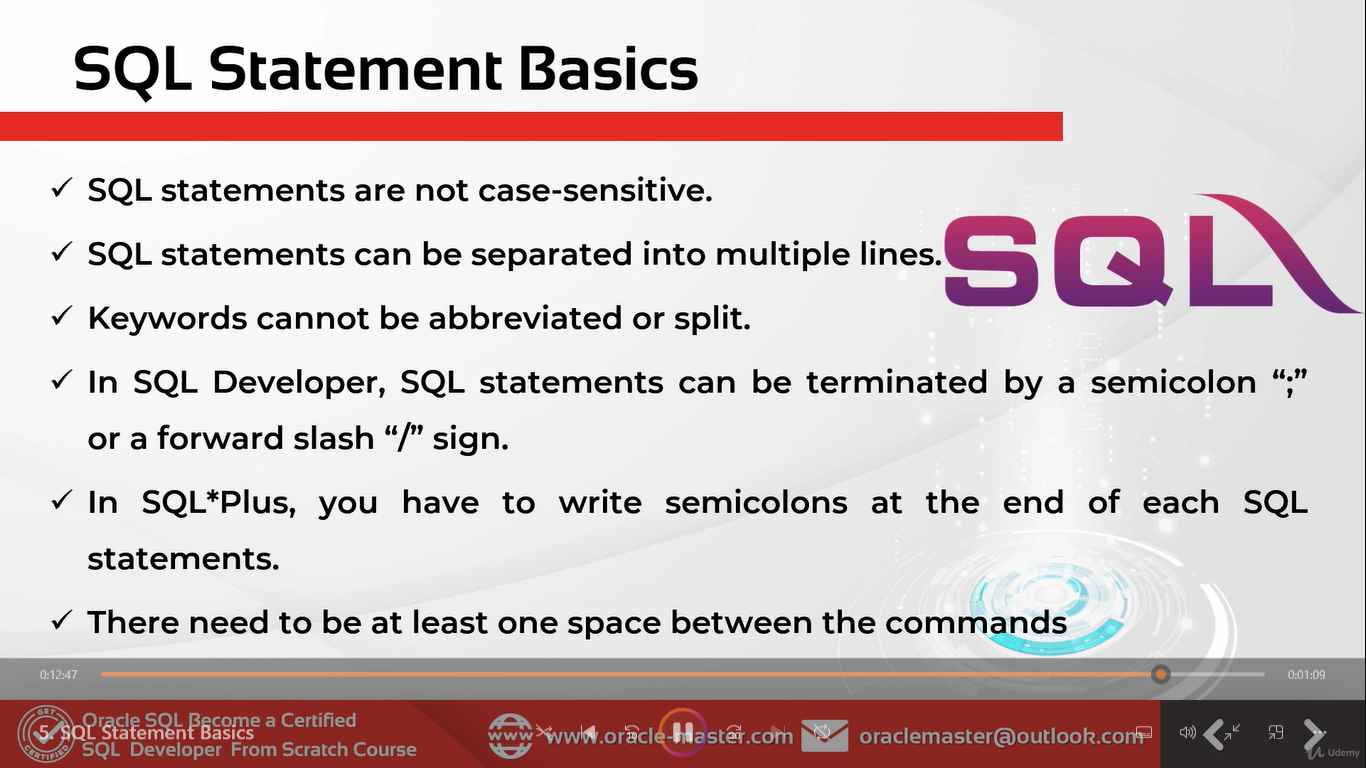 SQL Statement Basics
✓ SQL statements are not case-sensitive.
✓ SQL statements can be separated into multiple lines.
SQL
✓ Keywords cannot be abbreviated or split.
✓ In SQL Developer, SQL statements can be terminated by a semicolon “;”
or a forward slash “/” sign.
✓ In SQL*Plus, you have to write semicolons at the end of each SQL
statements.
✓ There need to be at least one space between the commands
0:12:47
0:01:09
GET CERTIFIED
Oracle SQL Become a Certified
5. SQL Statement Basics
SQL Developer From Scratch Course
WWW
www.oracle-master.com
oraclemaster@outlook.com
Udemy